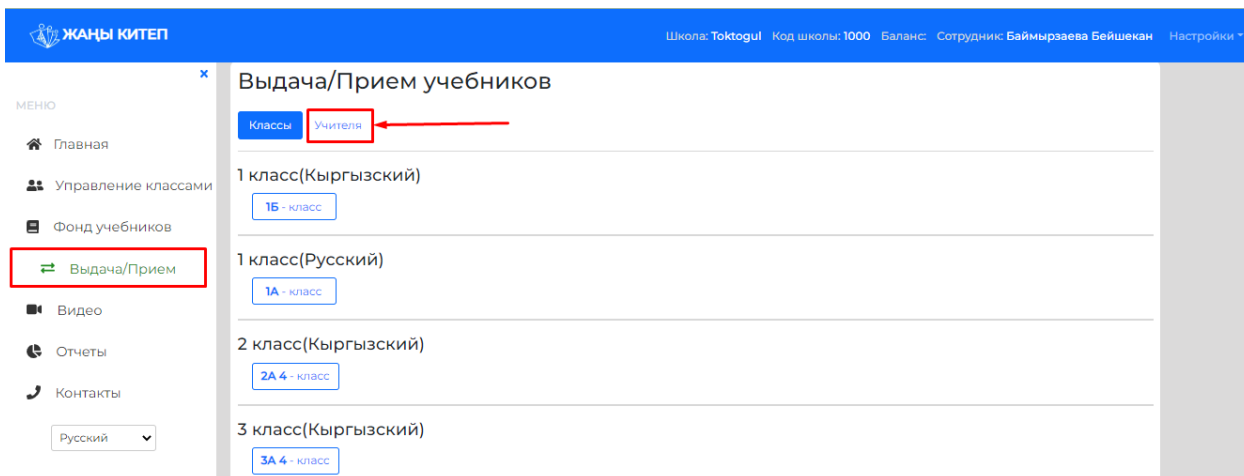 ЖАҢЫ КИТЕП
Школа: Toktogul Код школы: 1000 Баланс: Сотрудник: Баймырзаева Бейшекан Настройки
x
МЕНЮ
Главная
Управление классами
Фонд учебников
Выдача/Прием
Видео
Отчеты
Контакты
Русский
Выдача/Прием учебников
Классы Учителя
1 класс(Кыргызский)
1Б - класс
1 класс(Русский)
1А - класс
2 класс(Кыргызский)
2А 4 - класс
3 класс(Кыргызский)
3А 4 - класс